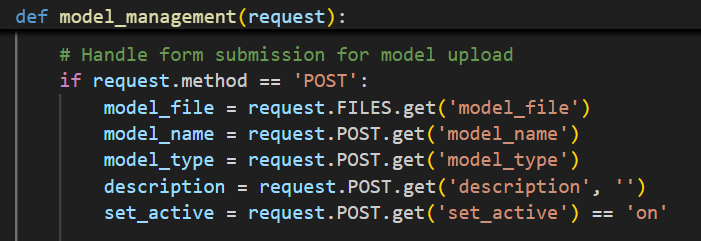 def model_management(request):
# Handle form submission for model upload
if request.method == 'POST':
model_file = request.FILES.get('model_file')
model_name = request.POST.get('model_name')
model_type = request.POST.get('model_type')
description = request.POST.get('description', '')
set_active = request.POST.get('set_active') == 'on'